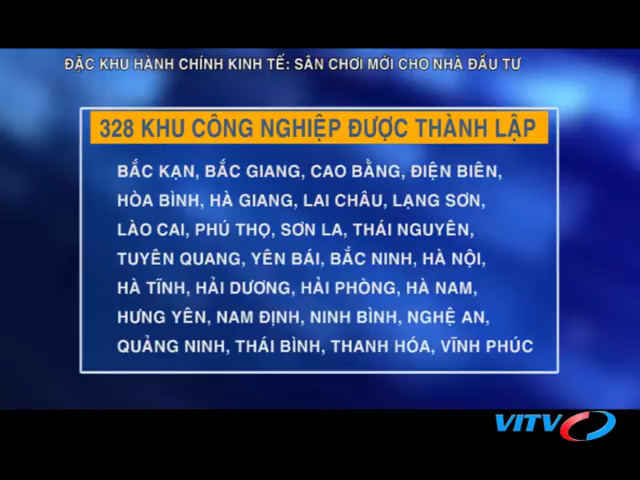 ĐẶC KHU HÀNH CHÍNH KINH TẾ: SÂN CHƠI MỚI CHO NHÀ ĐẦU TƯ
328 KHU CÔNG NGHIỆP ĐƯỢC THÀNH LẬP
BẮC KẠN, BẮC GIANG, CAO BẰNG, ĐIỆN BIÊN,
HÒA BÌNH, HÀ GIANG, LAI CHÂU, LẠNG SƠN,
LÀO CAI, PHÚ THỌ, SƠN LA, THÁI NGUYÊN,
TUYÊN QUANG, YÊN BÁI, BẮC NINH, HÀ NỘI,
HÀ TĨNH, HẢI DƯƠNG, HẢI PHÒNG, HÀ NAM,
HƯNG YÊN, NAM ĐỊNH, NINH BÌNH, NGHỆ AN,
QUẢNG NINH, THÁI BÌNH, THANH HÓA, VĨNH PHÚC
VITV